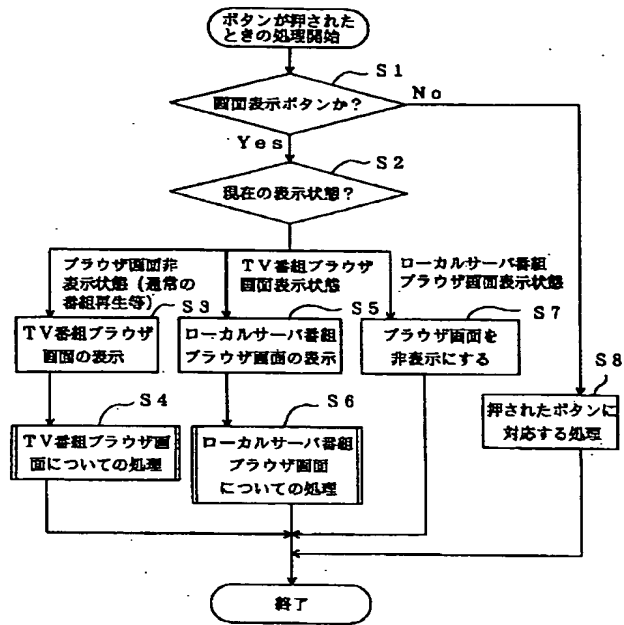 ボタンが押された
ときの処理開始
S1
画面表示ボタンか?
No
Yes
S2
現在の表示状態?
ブラウザ画面非
表示状態(通常の
番組再生等)
TV番組ブラウザ
画面表示状態
ローカルサーバ番組
ブラウザ画面表示状態
S3
TV番組ブラウザ
画面の表示
S5
ローカルサーバ番組
ブラウザ画面の表示
S7
ブラウザ画面を
非表示にする
S8
押されたボタンに
対応する処理
S4
TV番組ブラウザ画
面についての処理
S6
ローカルサーバ番組
ブラウザ画面
についての処理
終了